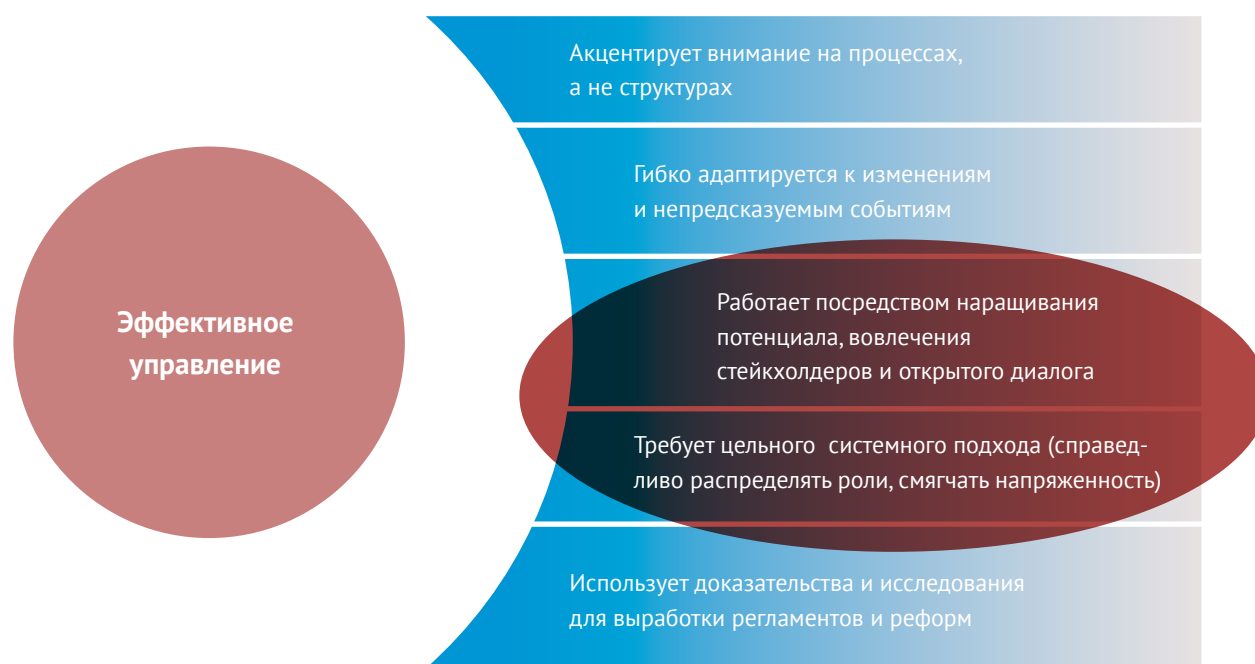 Акцентирует внимание на процессах,
а не структурах
Гибко адаптируется к изменениям
и непредсказуемым событиям
Эффективное
управление
Работает посредством наращивания
потенциала, вовлечения
стейкхолдеров и открытого диалога
Требует цельного  системного подхода (справед-
ливо распределять роли, смягчать напряженность)
Использует доказательства и исследования
для выработки регламентов и реформ